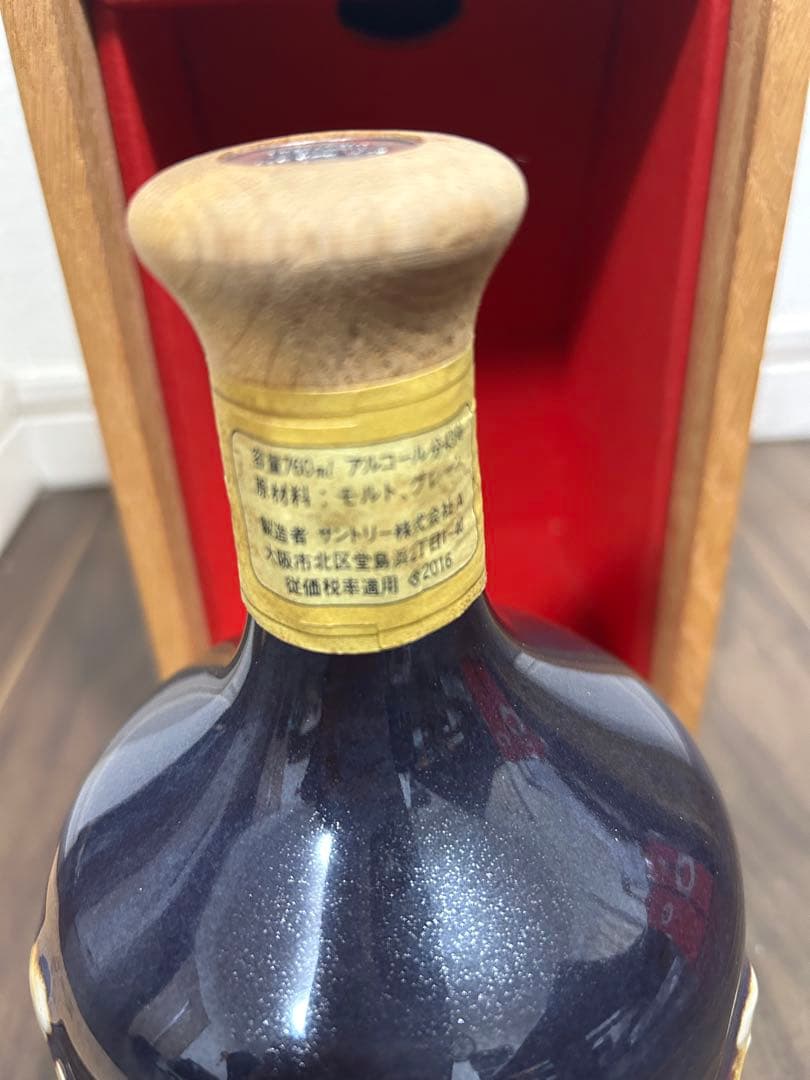 容量760ml アルコール分43%
原材料：モルト、グレーン
製造者 サントリー株式会社A
大阪市北区堂島浜2丁目1-40
従価税率適用 ⓐ2016